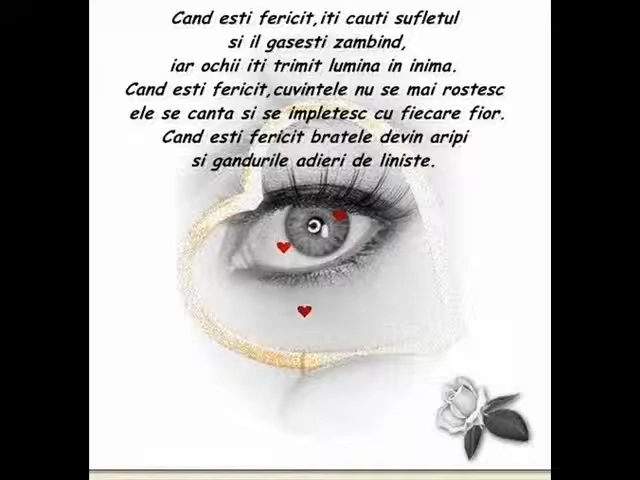 Cand esti fericit,iti cauti sufletul
si il gasesti zambind,
iar ochii iti trimit lumina in inima.
Cand esti fericit,cuvintele nu se mai rostesc
ele se canta si se impletesc cu fiecare fior.
Cand esti fericit bratele devin aripi
si gandurile adieri de liniste.